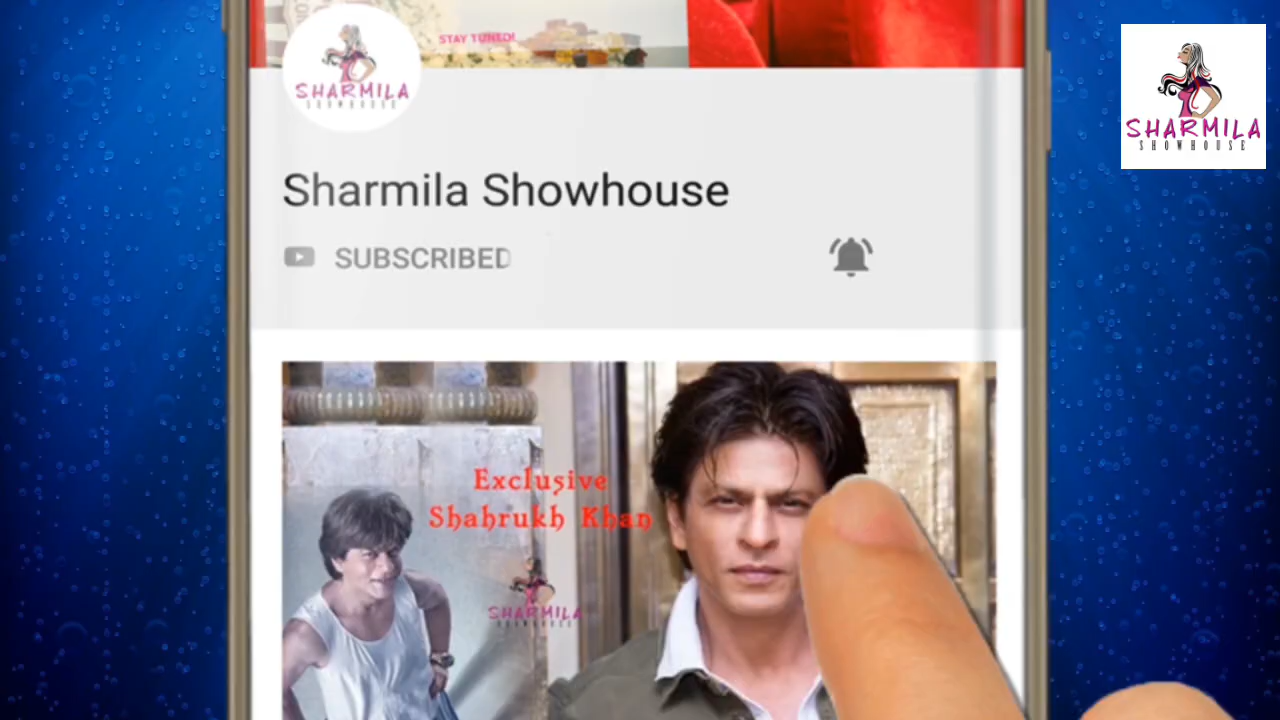 STAY TUNED!
SHARMILA
SHOWHOUSE
SHARMILA
SHOWHOUSE
Sharmila Showhouse
SUBSCRIBED
Exclusive
Shahrukh Khan
SHARMILA
SHOWHOUSE